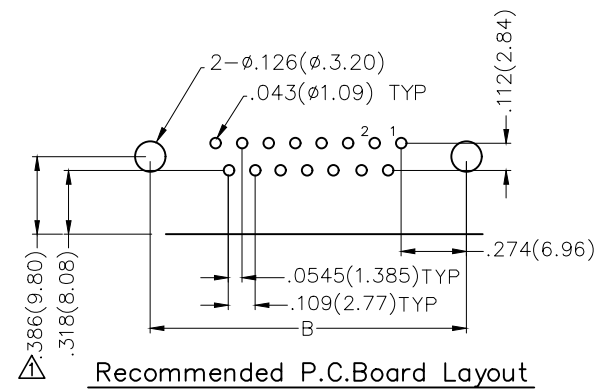 2-ø.126(ø.3.20)
.043(ø1.09) TYP
.112(2.84)
2 1
.274(6.96)
.0545(1.385)TYP
.109(2.77)TYP
B
.386(9.80)
.318(8.08)
1
Recommended P.C.Board Layout